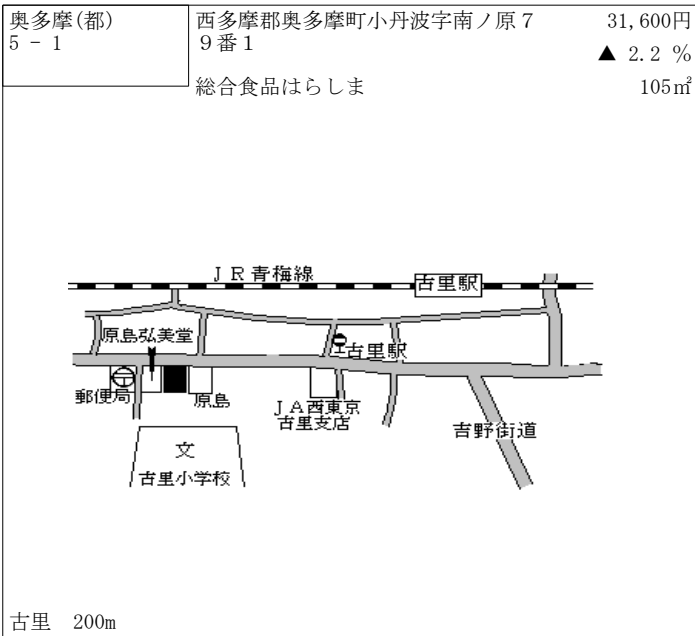 奥多摩(都)
5 - 1
西多摩郡奥多摩町小丹波字南ノ原７
９番１
総合食品はらしま
31,600円
▲ 2.2 %
105㎡
ＪＲ青梅線
古里駅
原島弘美堂
古里駅
郵便局
原島
ＪＡ西東京
古里支店
吉野街道
文
古里小学校
古里　200m